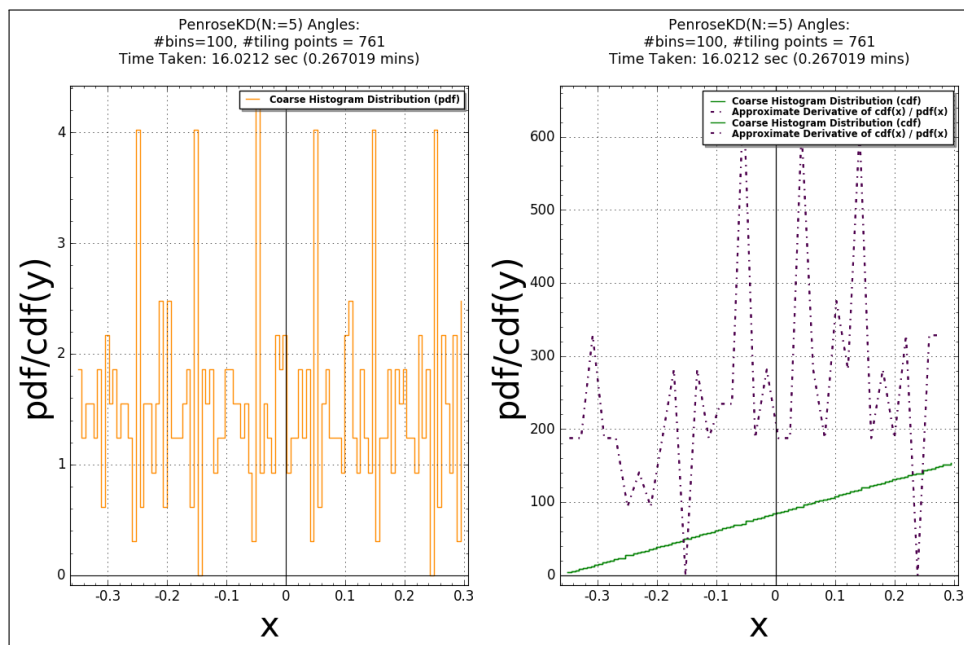 PenroseKD(N:=5) Angles:
#bins=100, #tiling points = 761
Time Taken: 16.0212 sec (0.267019 mins)
Coarse Histogram Distribution (pdf)
pdf/cdf(y)
4
3
2
1
0
-0.3 -0.2 -0.1 0 0.1 0.2 0.3
x
PenroseKD(N:=5) Angles:
#bins=100, #tiling points = 761
Time Taken: 16.0212 sec (0.267019 mins)
Coarse Histogram Distribution (cdf)
Approximate Derivative of cdf(x) / pdf(x)
Coarse Histogram Distribution (cdf)
Approximate Derivative of cdf(x) / pdf(x)
pdf/cdf(y)
600
500
400
300
200
100
0
-0.3 -0.2 -0.1 0 0.1 0.2 0.3
x